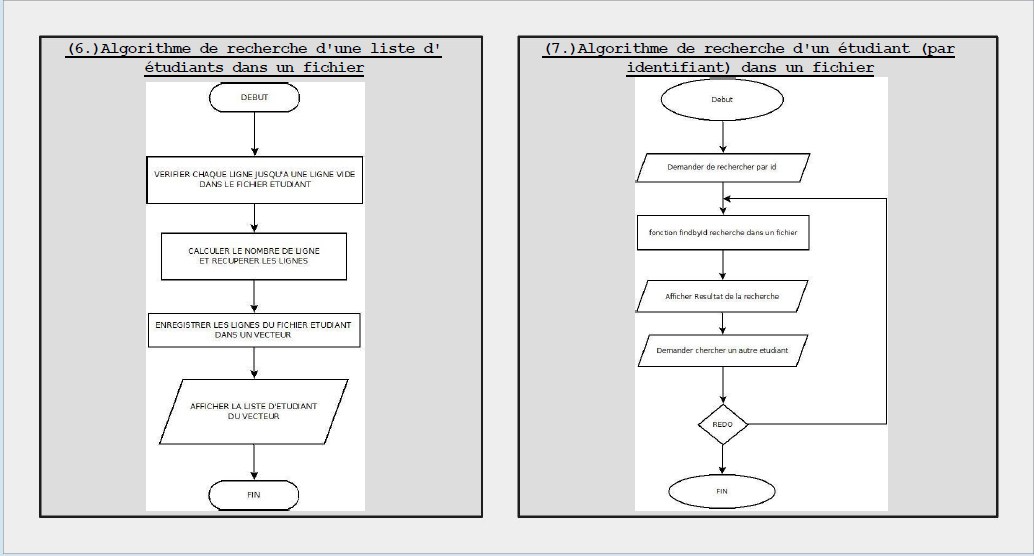 (6.)Algorithme de recherche d'une liste d'
étudiants dans un fichier
DEBUT
VERIFIER CHAQUE LIGNE JUSQU'A UNE LIGNE VIDE
DANS LE FICHIER ETUDIANT
CALCULER LE NOMBRE DE LIGNE
ET RECUPERER LES LIGNES
ENREGISTRER LES LIGNES DU FICHIER ETUDIANT
DANS UN VECTEUR
AFFICHER LA LISTE D'ETUDIANT
DU VECTEUR
FIN
(7.)Algorithme de recherche d'un étudiant (par
identifiant) dans un fichier
Debut
Demander de rechercher par id
fonction findbyId recherche dans un fichier
Afficher Resultat de la recherche
Demander chercher un autre etudiant
REDO
FIN